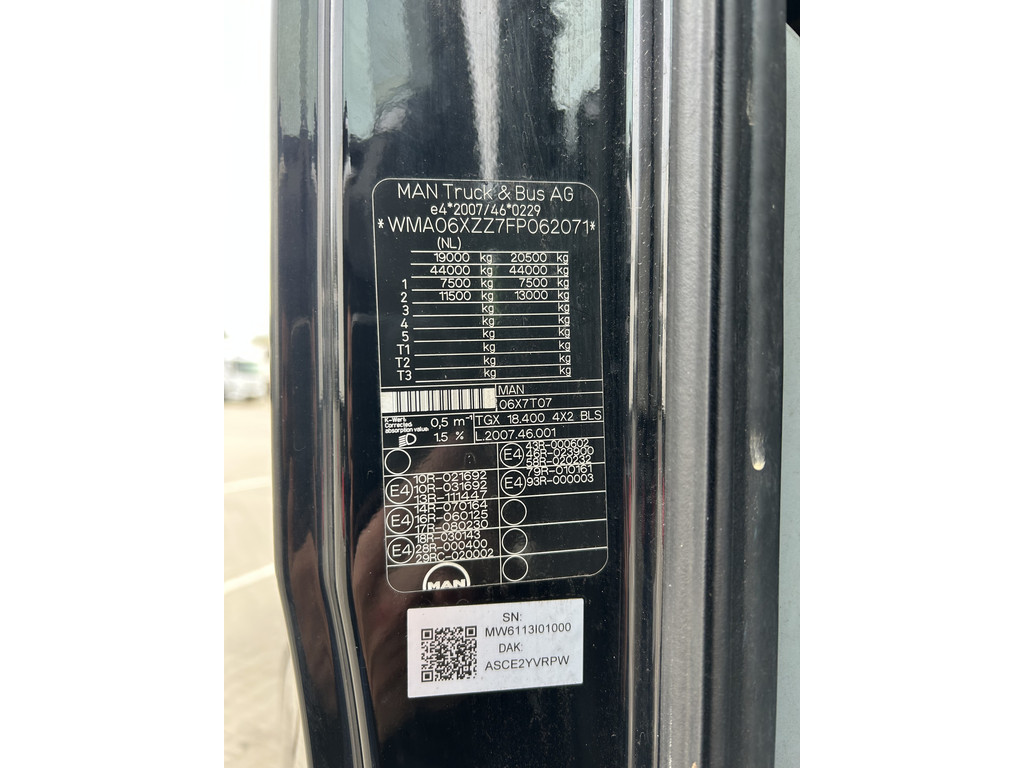 MAN Truck & Bus AG
e4*2007/46*0229
*WMA06XZZ7FP062071*
(NL)
19000 kg 20500 kg
44000 kg 44000 kg
1 7500 kg 7500 kg
2 11500 kg 13000 kg
3 kg kg
4 kg kg
5 kg kg
T1 kg kg
T2 kg kg
T3 kg kg
MAN
06X7T07
K-Wert
Corrected
absorption value:
0,5 m⁻¹
1.5 %
TGX 18.400 4X2 BLS
L.2007.46.001
E4
43R-000602
46R-023900
58R-020232
E4
10R-021692
10R-031692
13R-111447
E4
79R-010161
93R-000003
E4
14R-070164
16R-060125
17R-080230
E4
18R-030143
28R-000400
29RC-020002
MAN
SN:
MW6113I01000
DAK:
ASCE2YVRPW